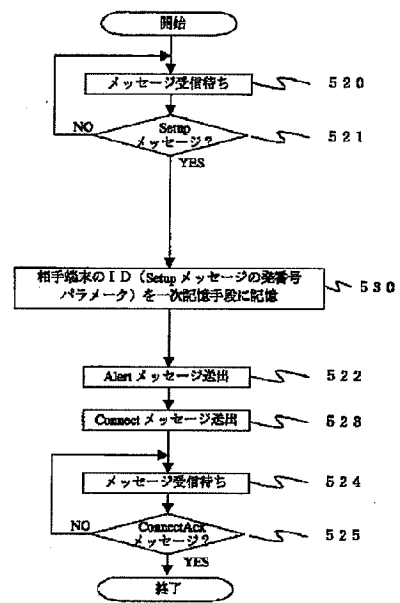 開始
メッセージ受信待ち
520
NO
Setup
メッセージ?
521
YES
相手端末のID(Setupメッセージの発番号
パラメータ)を一次記憶手段に記憶
530
Alertメッセージ送出
522
Connectメッセージ送出
523
メッセージ受信待ち
524
NO
ConnectAck
メッセージ?
525
YES
終了